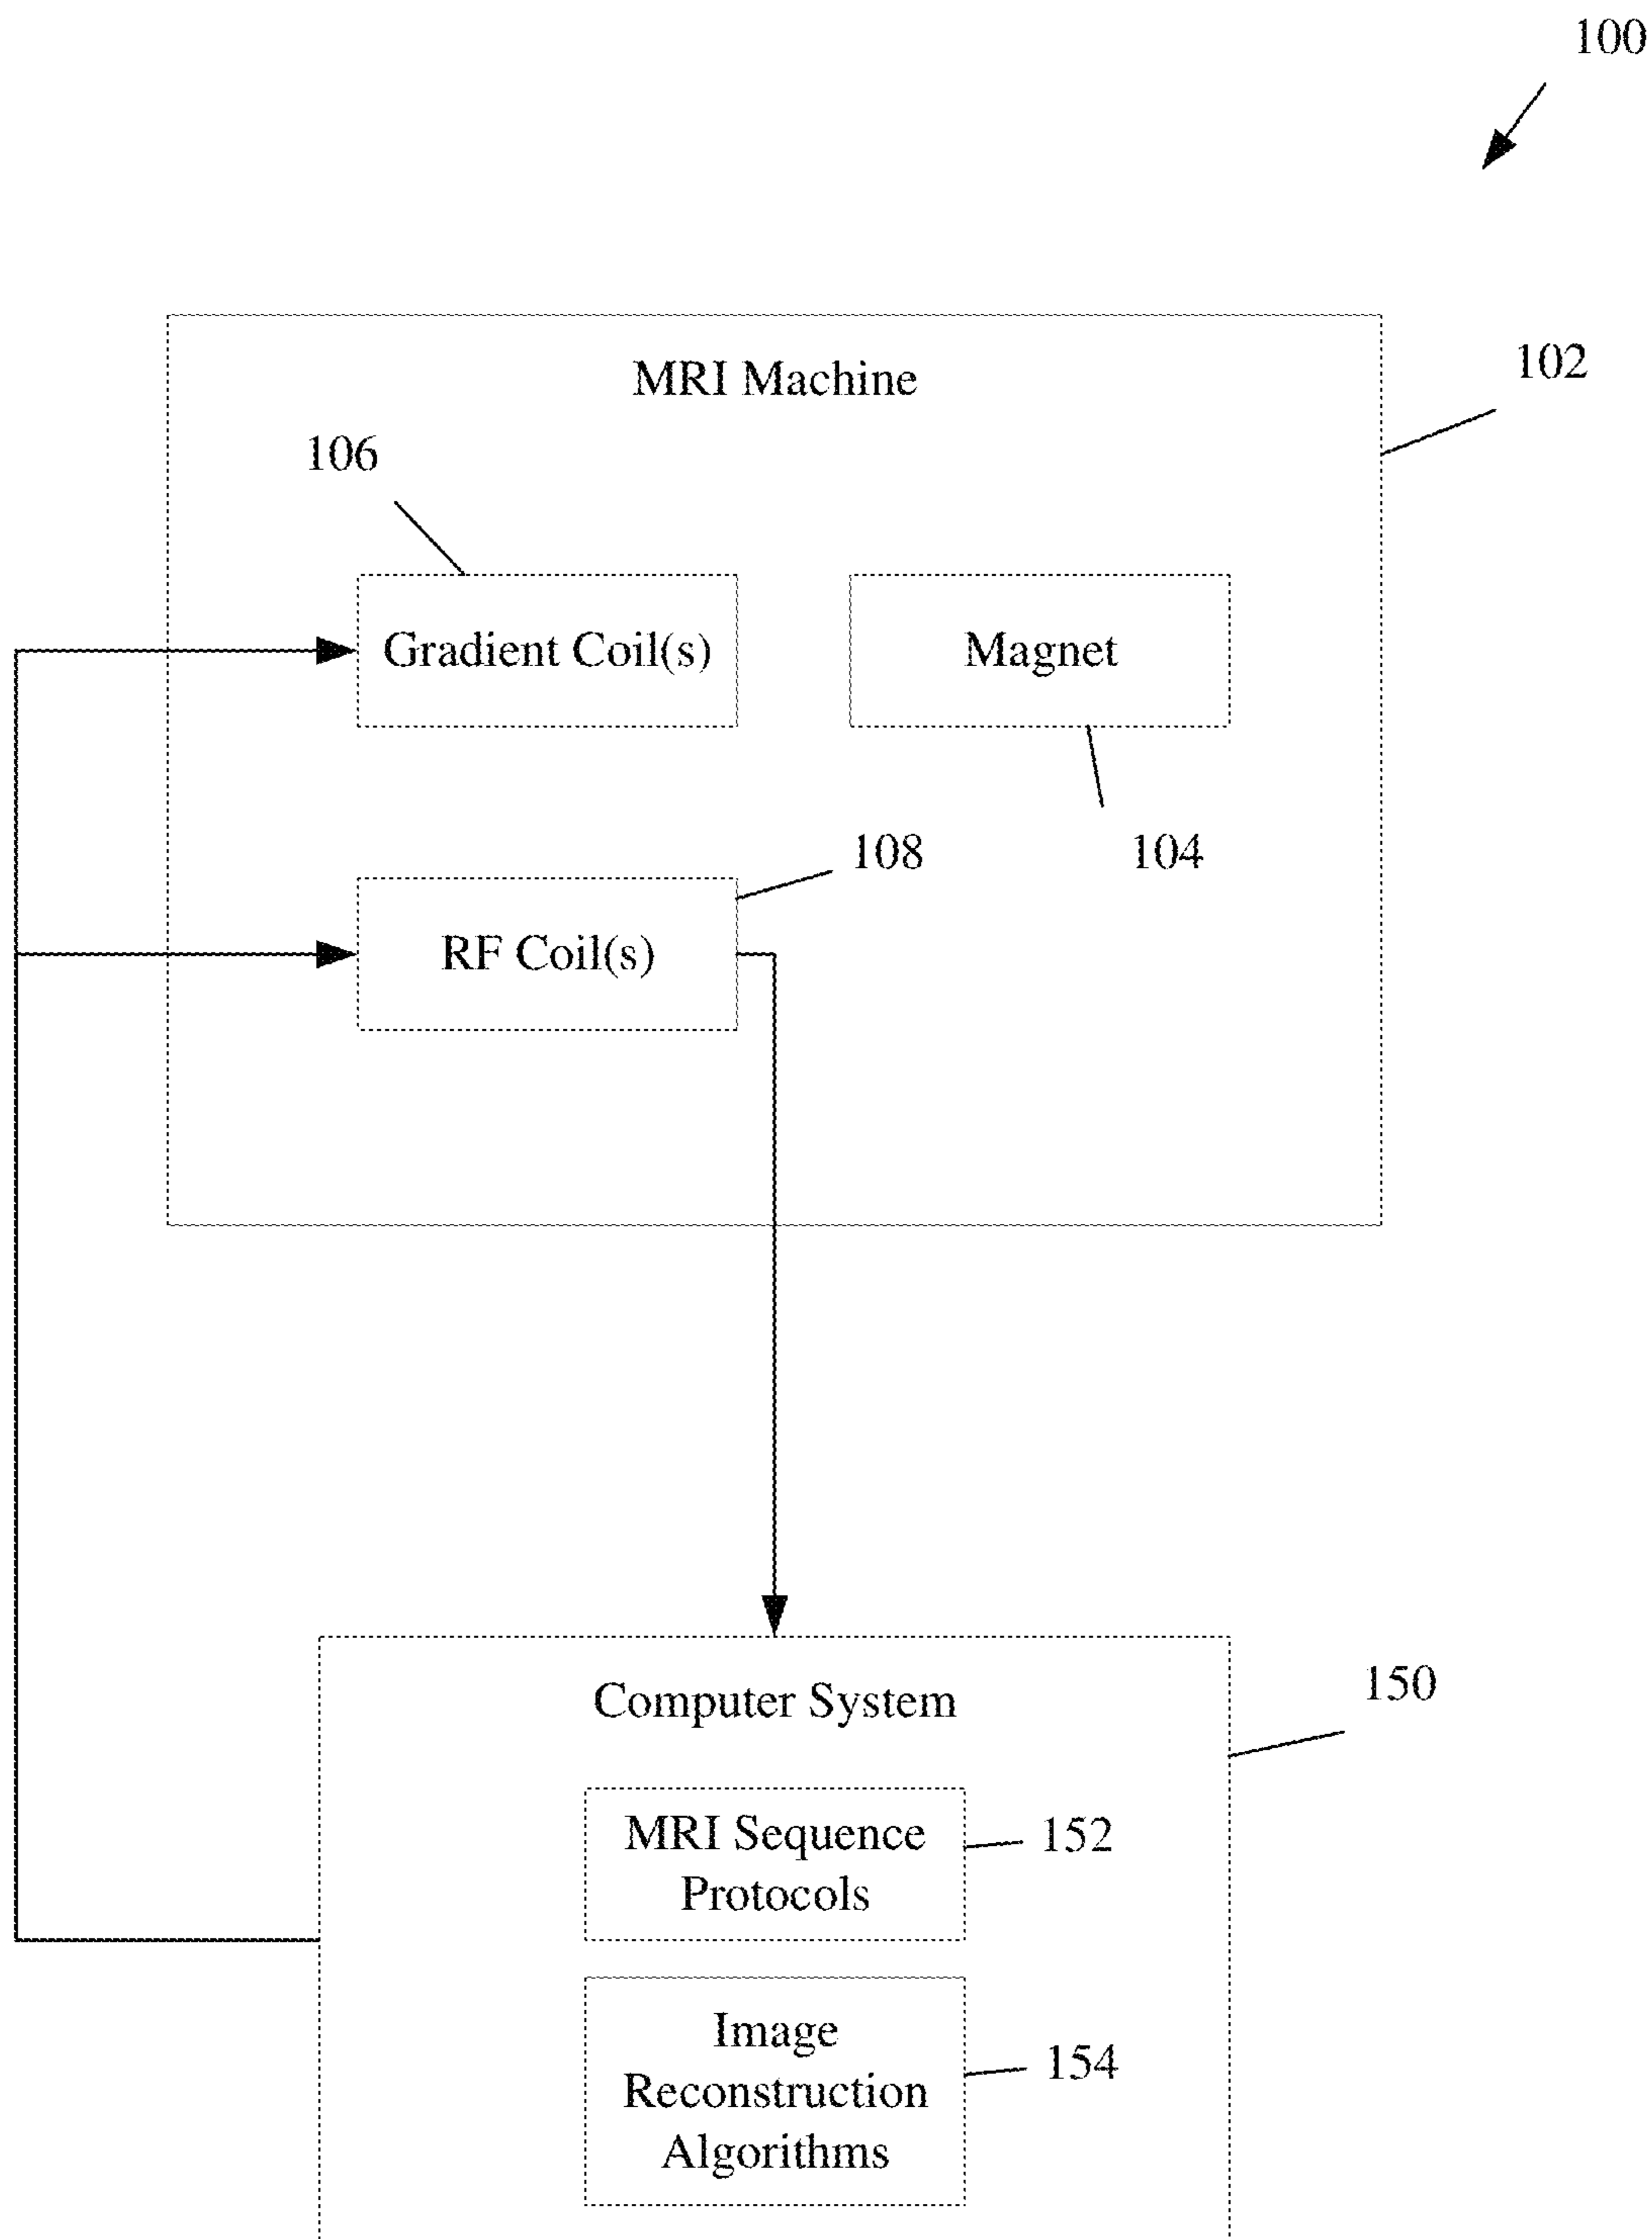 100
MRI Machine
102
106
Gradient Coil(s)
Magnet
108
104
RF Coil(s)
Computer System
150
MRI Sequence
Protocols
152
Image
Reconstruction
Algorithms
154